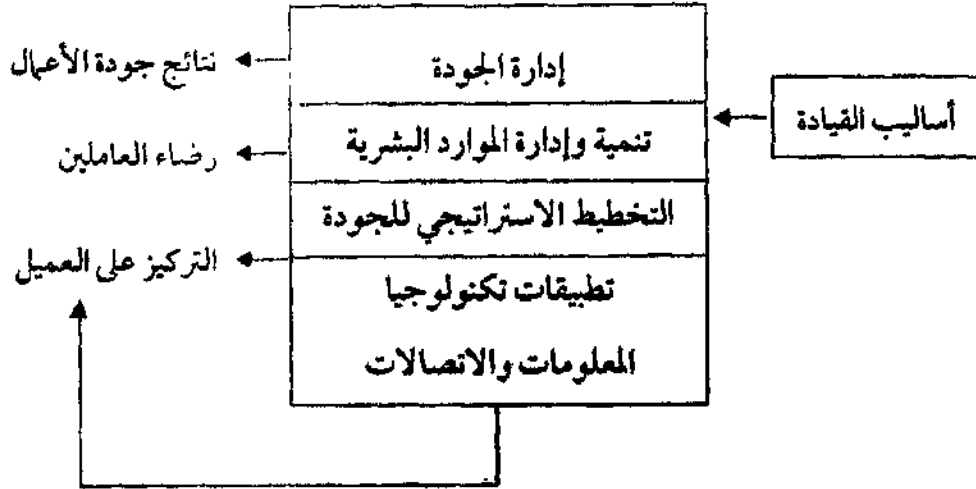 إدارة الجودة
نتائج جودة الأعمال
أساليب القيادة
تنمية وإدارة الموارد البشرية
رضاء العاملين
التخطيط الاستراتيجي للجودة
التركيز على العميل
تطبيقات تكنولوجيا
المعلومات والاتصالات